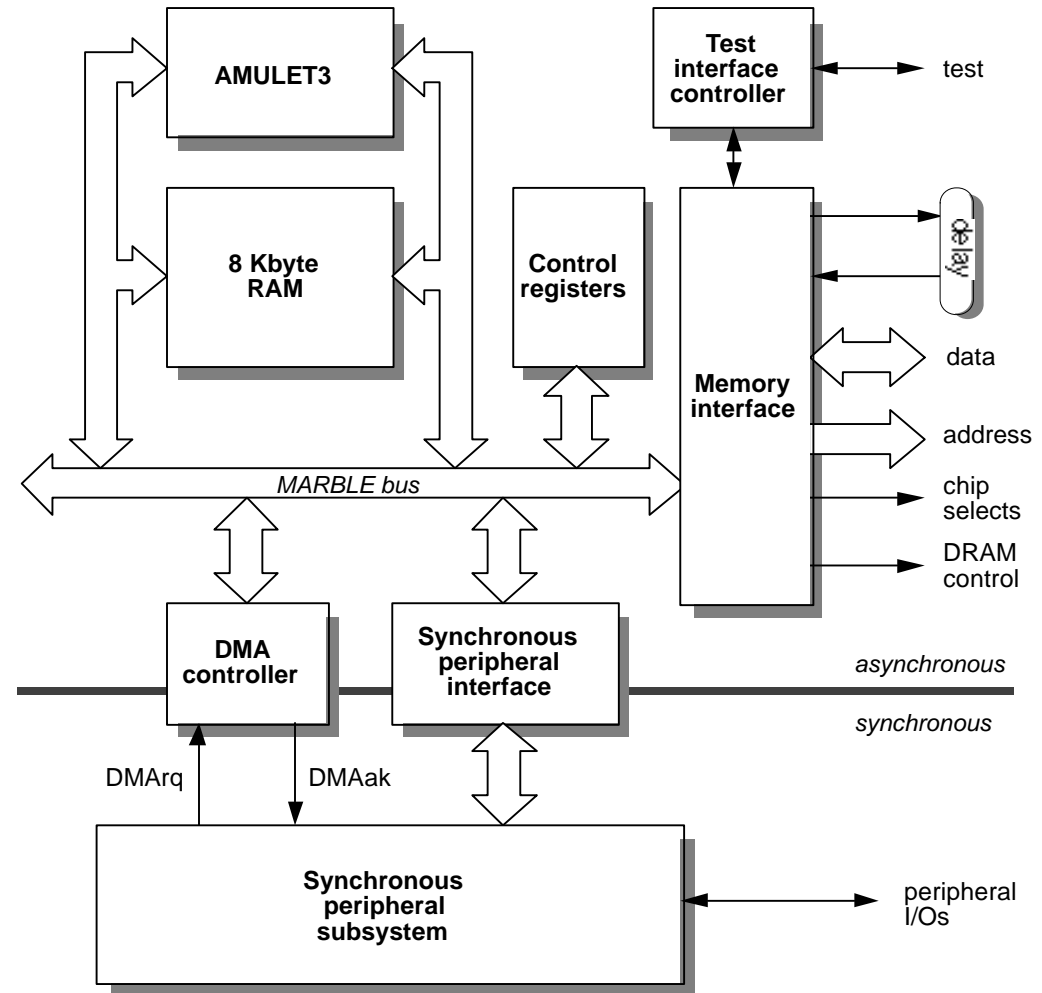 AMULET3
Test
interface
controller
test
8 Kbyte
RAM
Control
registers
delay
Memory
interface
data
address
MARBLE bus
chip
selects
DRAM
control
DMA
controller
Synchronous
peripheral
interface
asynchronous
synchronous
DMArq
DMAak
Synchronous
peripheral
subsystem
peripheral
I/Os